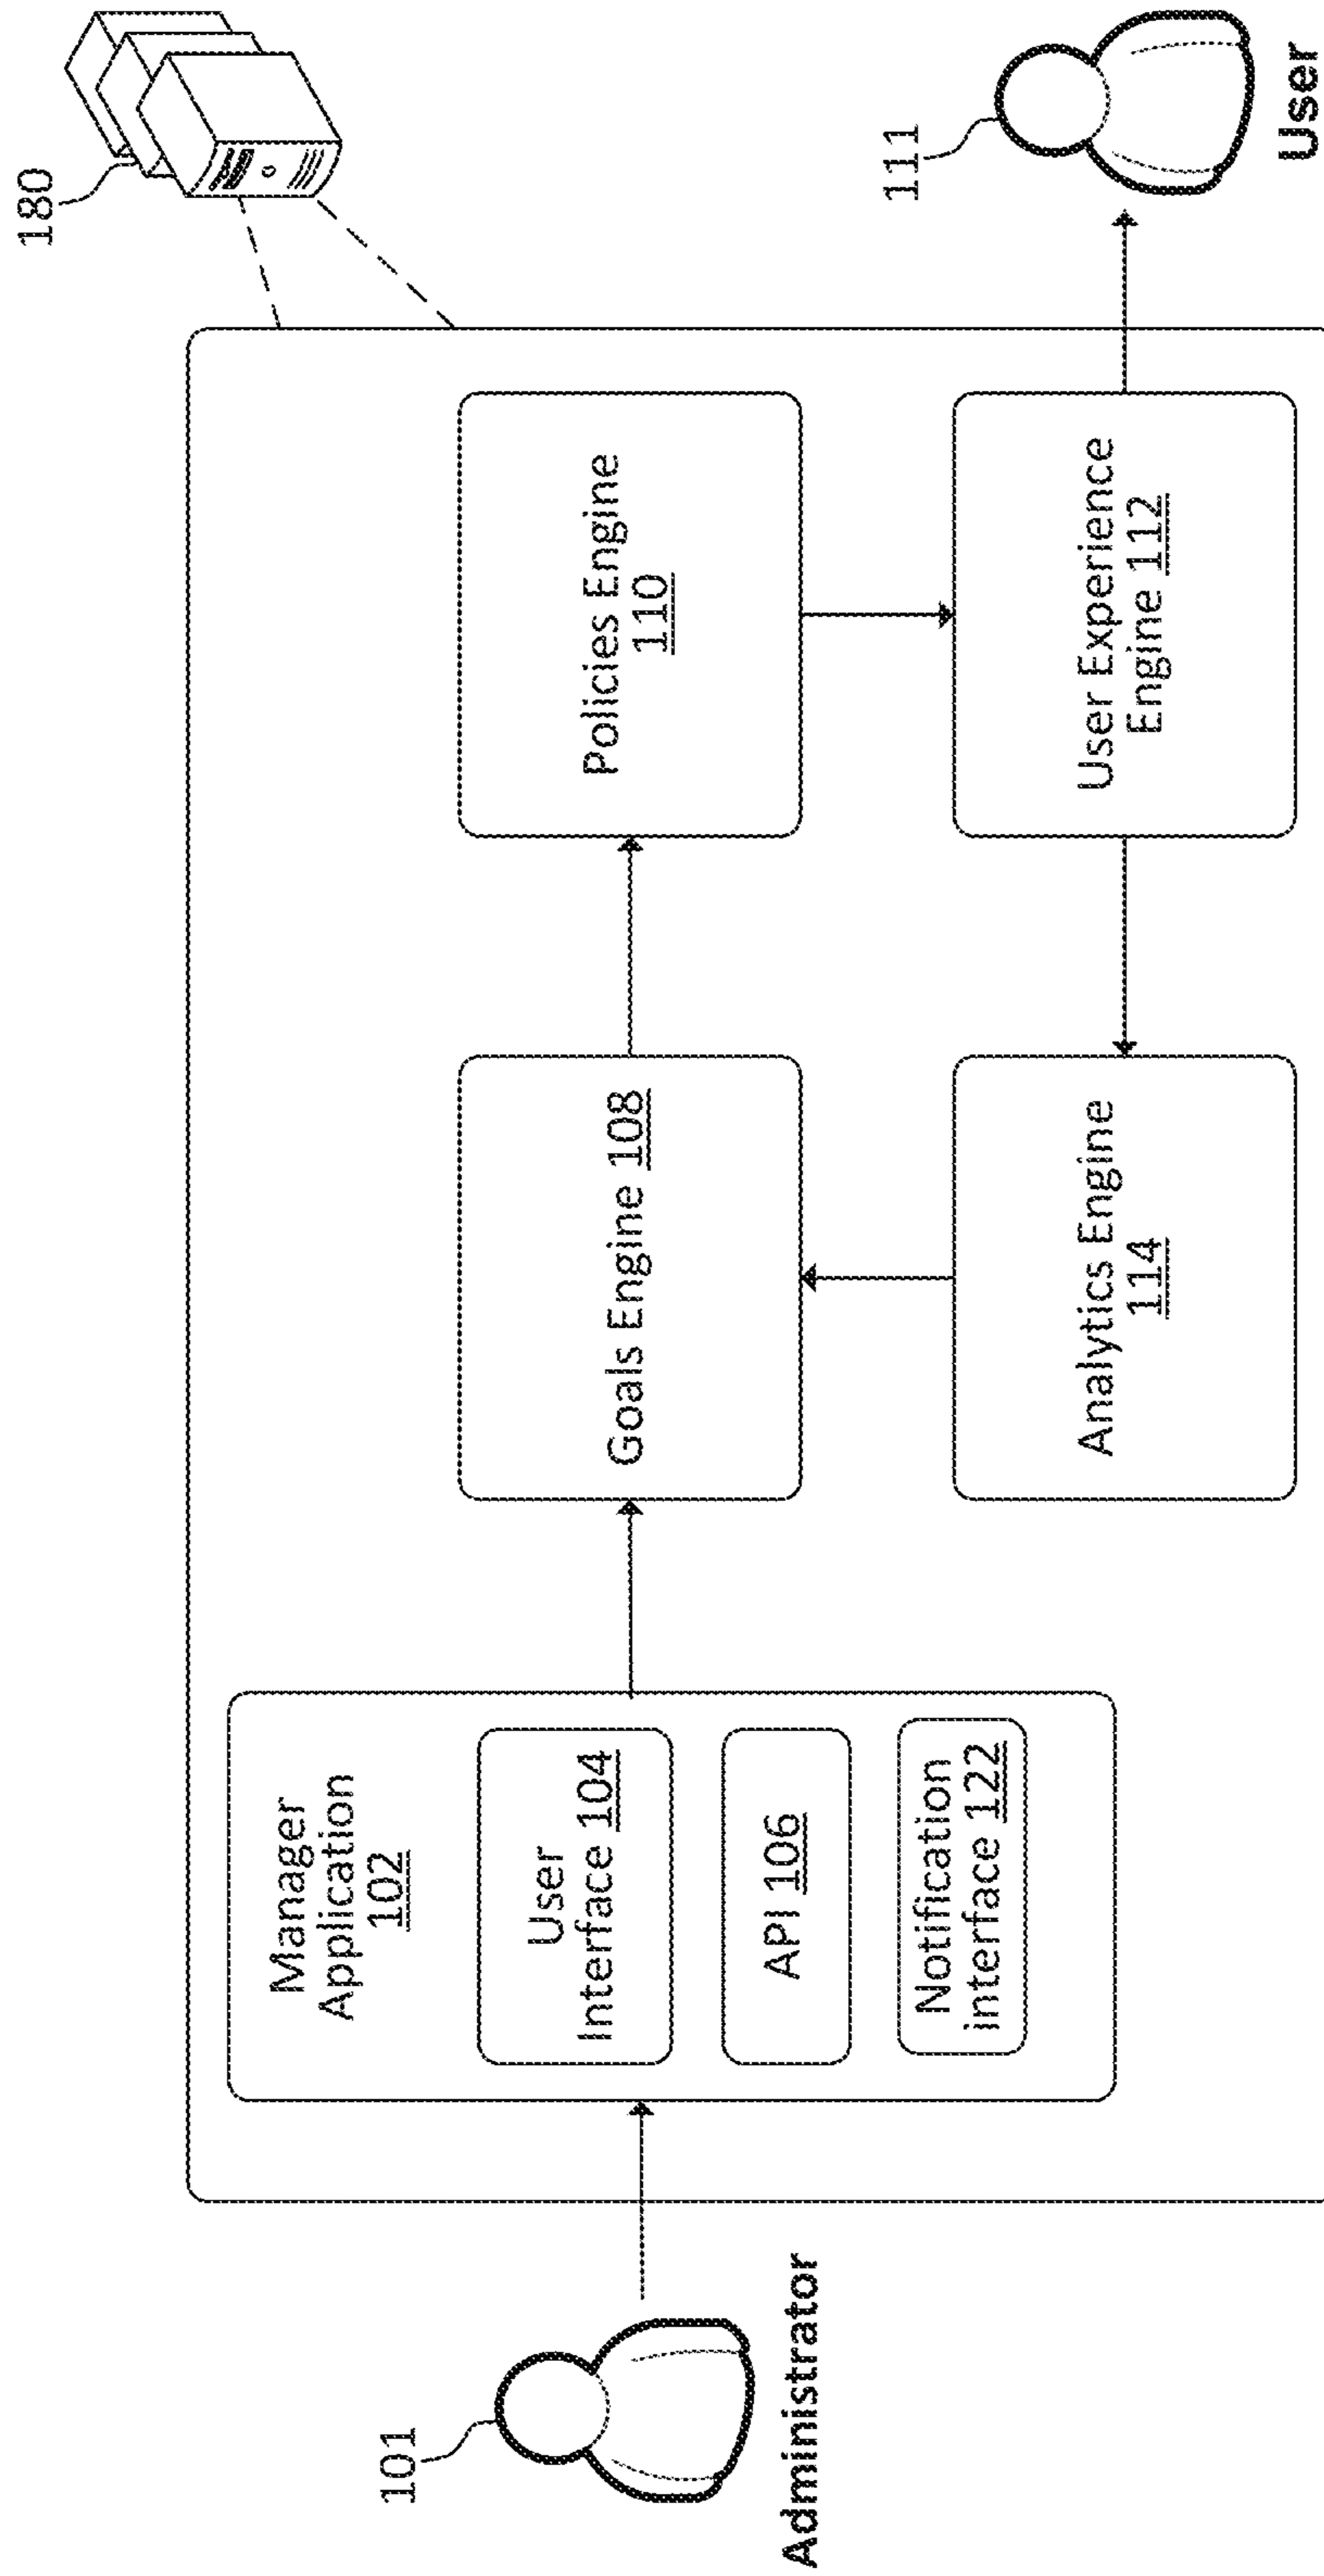 180
101
Administrator
Manager
Application
102
User
Interface 104
API 106
Notification
interface 122
Goals Engine 108
Policies Engine
110
Analytics Engine
114
User Experience
Engine 112
111
User